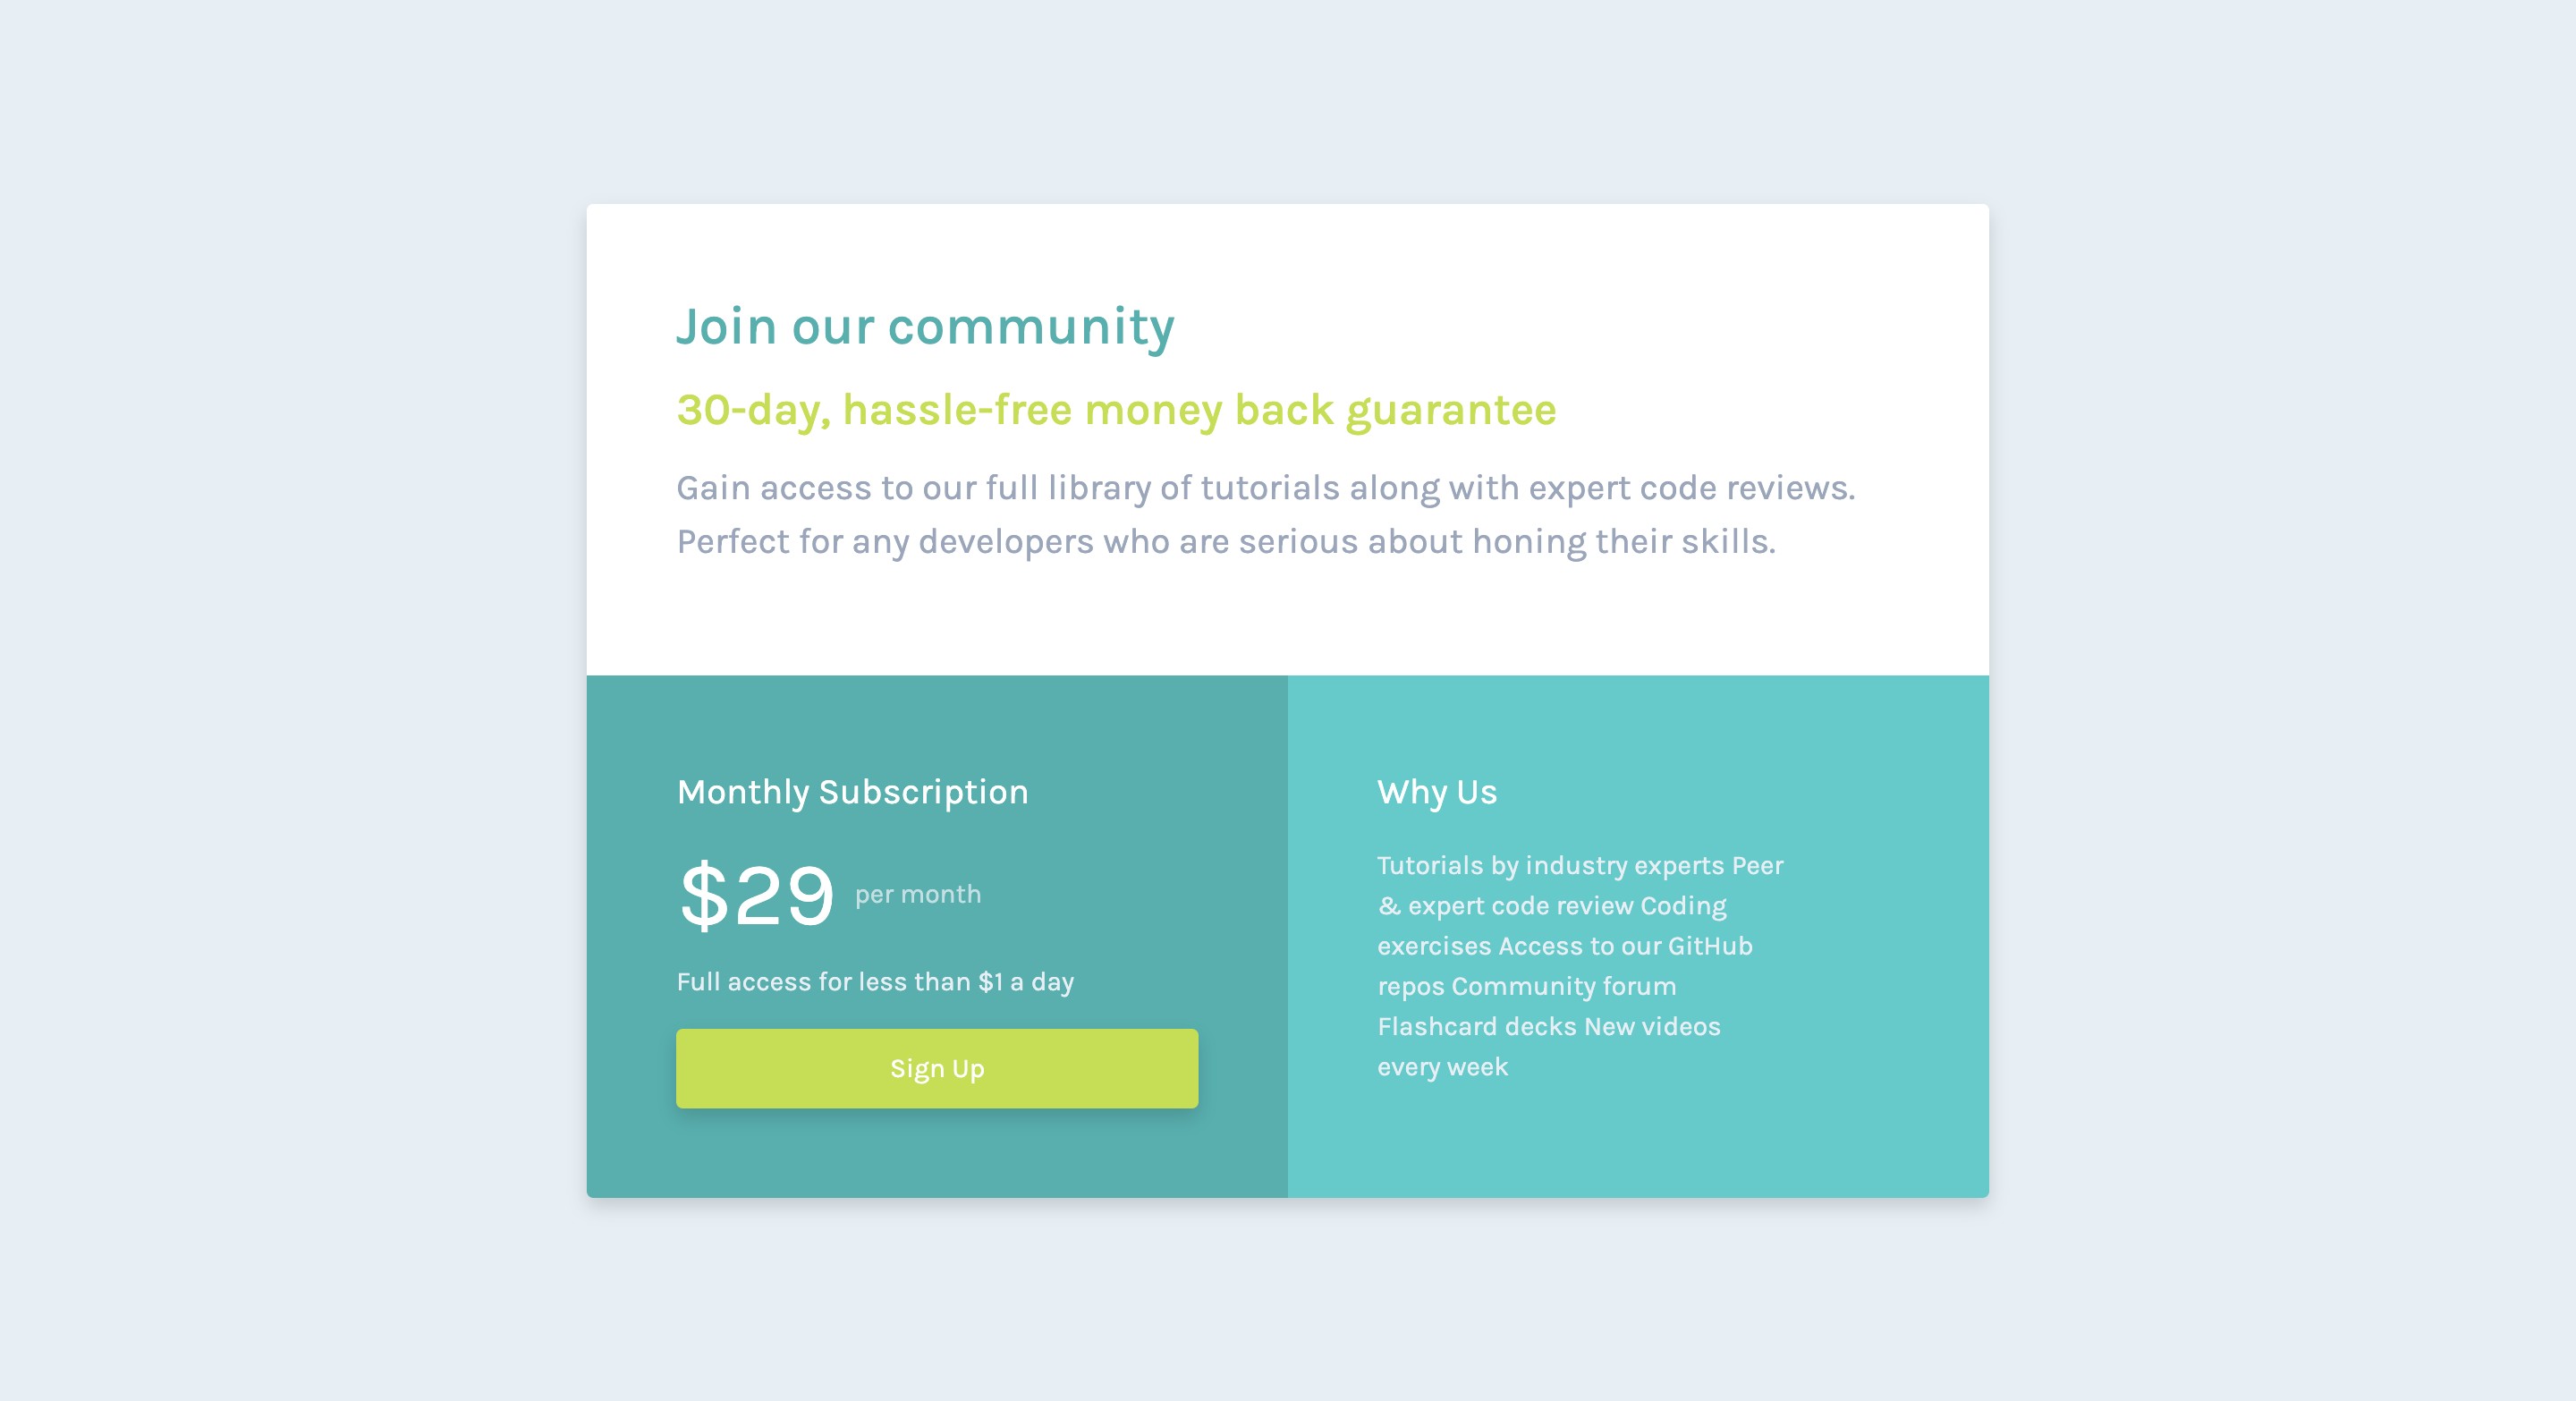 Join our community
30-day, hassle-free money back guarantee
Gain access to our full library of tutorials along with expert code reviews.
Perfect for any developers who are serious about honing their skills.
Monthly Subscription
$29 per month
Full access for less than $1 a day
Sign Up
Why Us
Tutorials by industry experts Peer
& expert code review Coding
exercises Access to our GitHub
repos Community forum
Flashcard decks New videos
every week